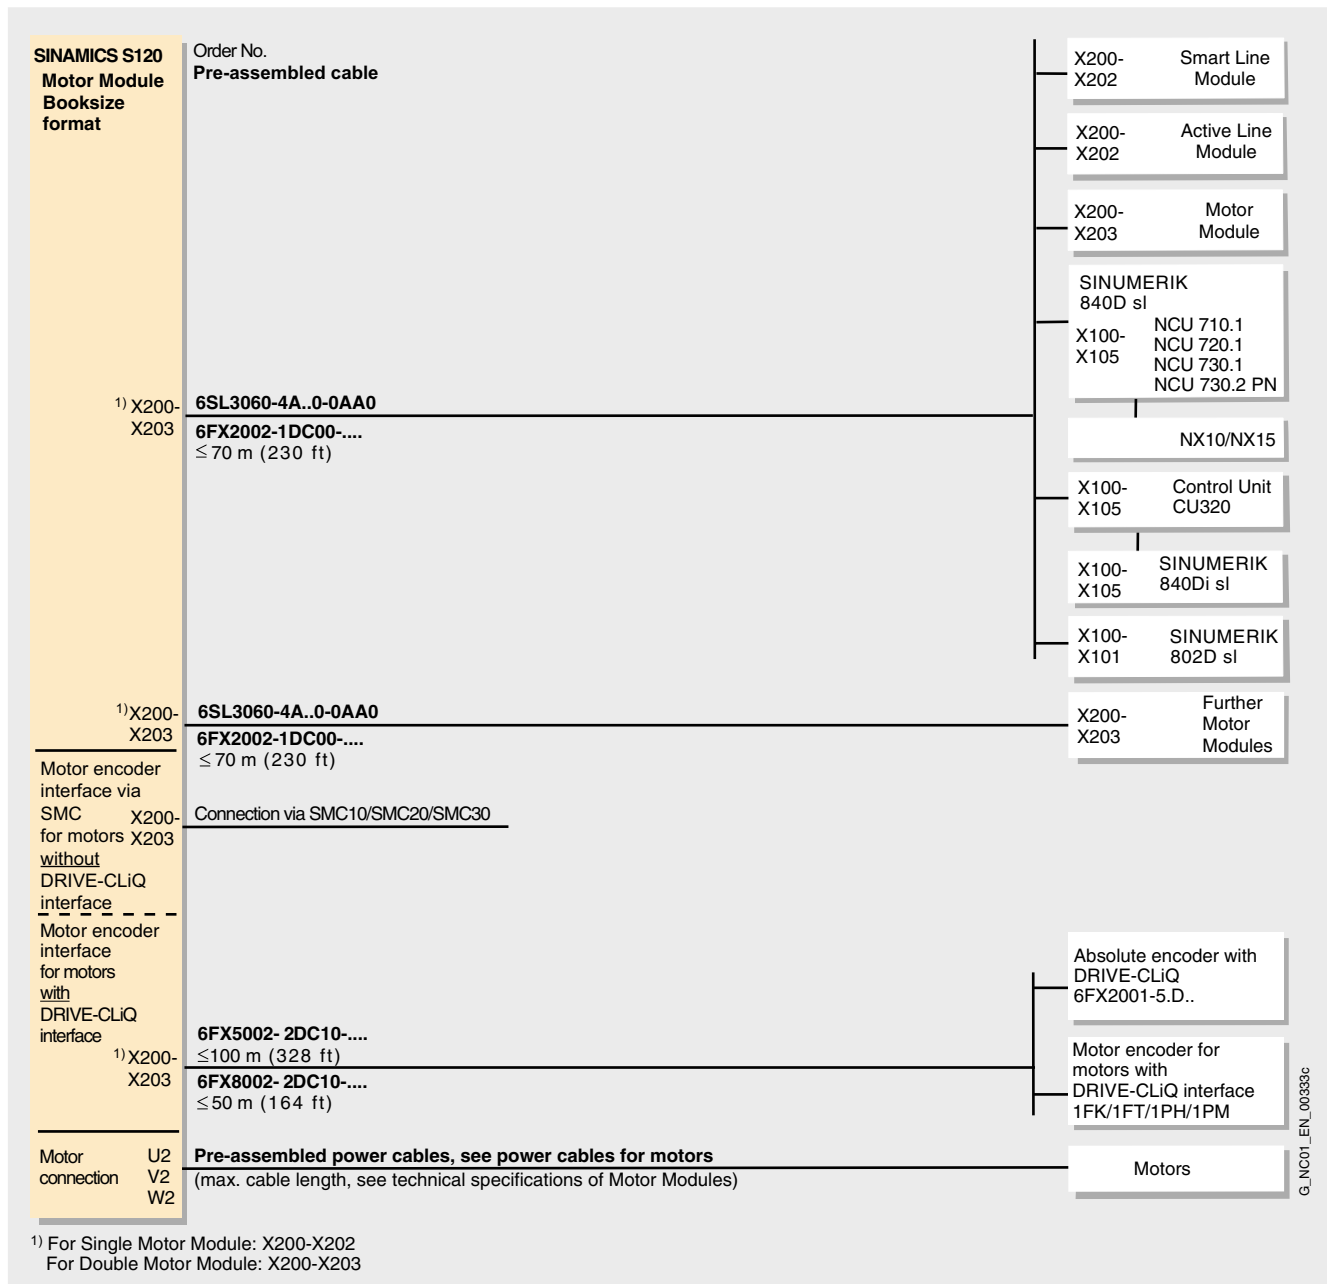 SINAMICS S120
Motor Module
Booksize
format
Order No.
Pre-assembled cable
X200-
X202
Smart Line
Module
X200-
X202
Active Line
Module
X200-
X203
Motor
Module
SINUMERIK
840D sl
X100-
X105
NCU 710.1
NCU 720.1
NCU 730.1
NCU 730.2 PN
NX10/NX15
1) X200-
X203
6SL3060-4A..0-0AA0
6FX2002-1DC00-....
≤ 70 m (230 ft)
X100-
X105
Control Unit
CU320
X100-
X105
SINUMERIK
840Di sl
X100-
X101
SINUMERIK
802D sl
1) X200-
X203
6SL3060-4A..0-0AA0
6FX2002-1DC00-....
≤ 70 m (230 ft)
X200-
X203
Further
Motor
Modules
Motor encoder
interface via
SMC
for motors
without
DRIVE-CLiQ
interface
X200-
X203
Connection via SMC10/SMC20/SMC30
Motor encoder
interface
for motors
with
DRIVE-CLiQ
interface
1) X200-
X203
6FX5002- 2DC10-....
≤100 m (328 ft)
6FX8002- 2DC10-....
≤ 50 m (164 ft)
Absolute encoder with
DRIVE-CLiQ
6FX2001-5.D..
Motor encoder for
motors with
DRIVE-CLiQ interface
1FK/1FT/1PH/1PM
Motor
connection
U2
V2
W2
Pre-assembled power cables, see power cables for motors
(max. cable length, see technical specifications of Motor Modules)
Motors
G_NC01_EN_00333c
1) For Single Motor Module: X200-X202
For Double Motor Module: X200-X203